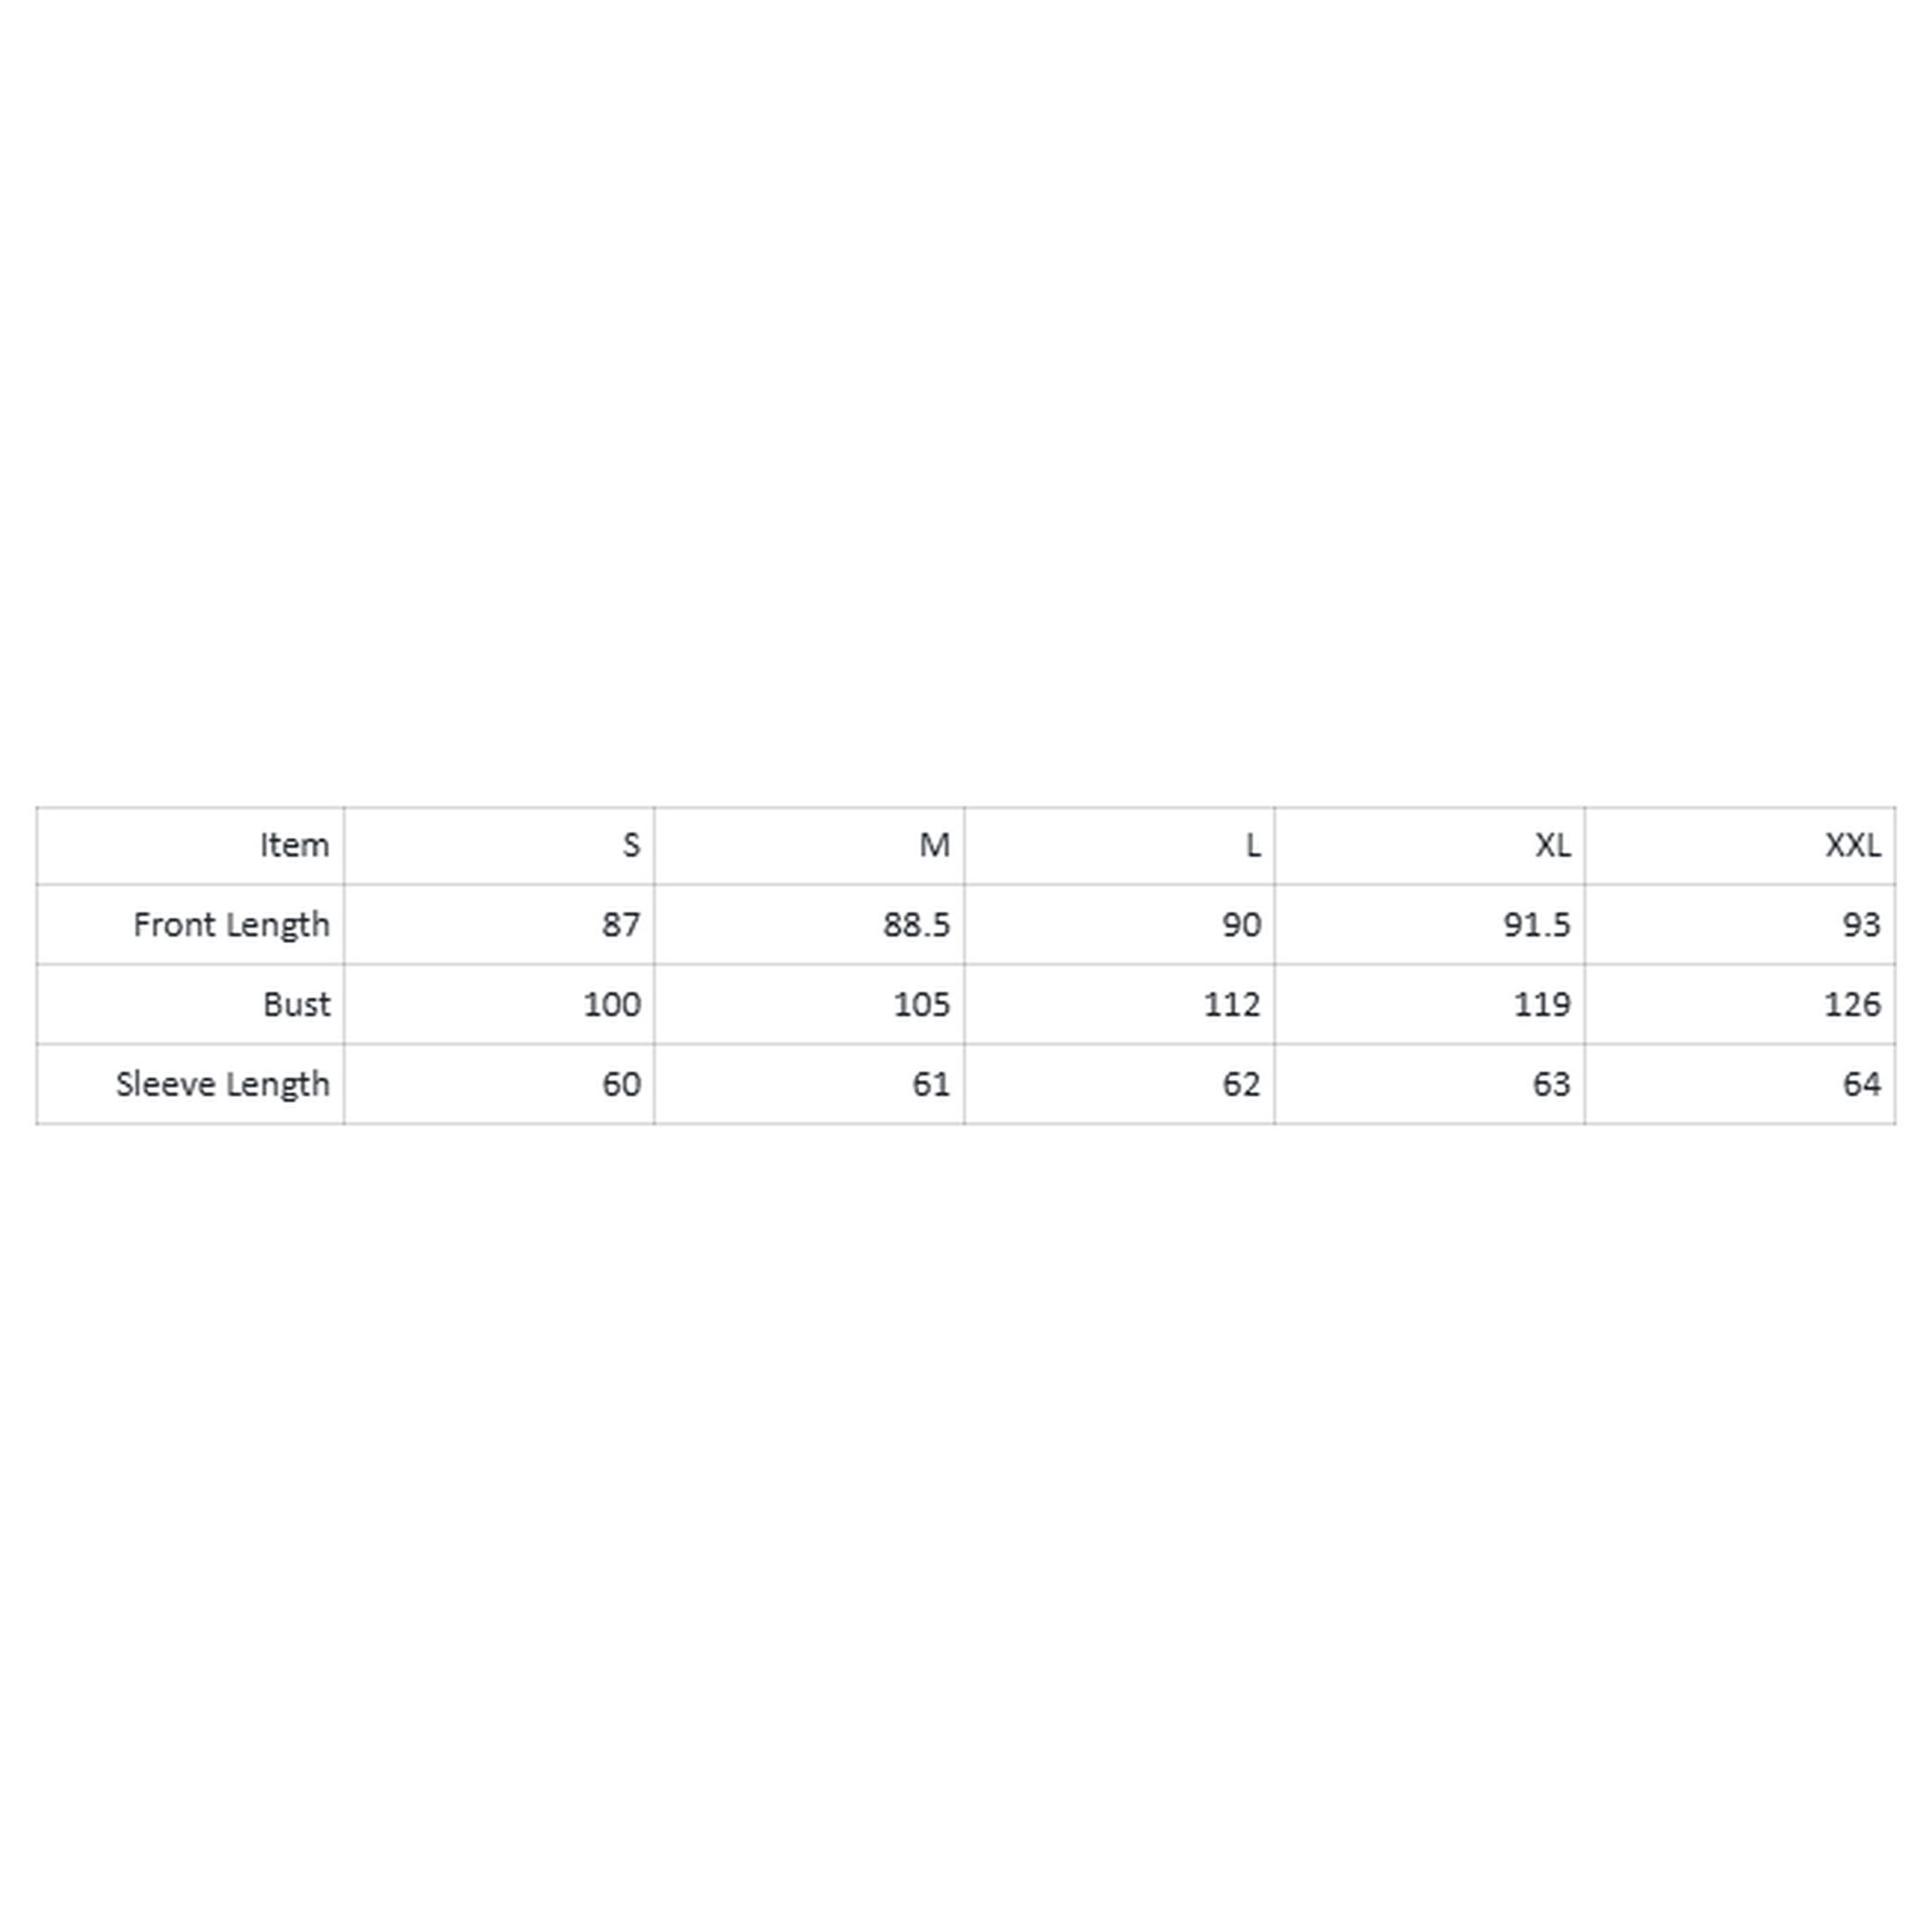 Item S M L XL XXL
Front Length 87 88.5 90 91.5 93
Bust 100 105 112 119 126
Sleeve Length 60 61 62 63 64